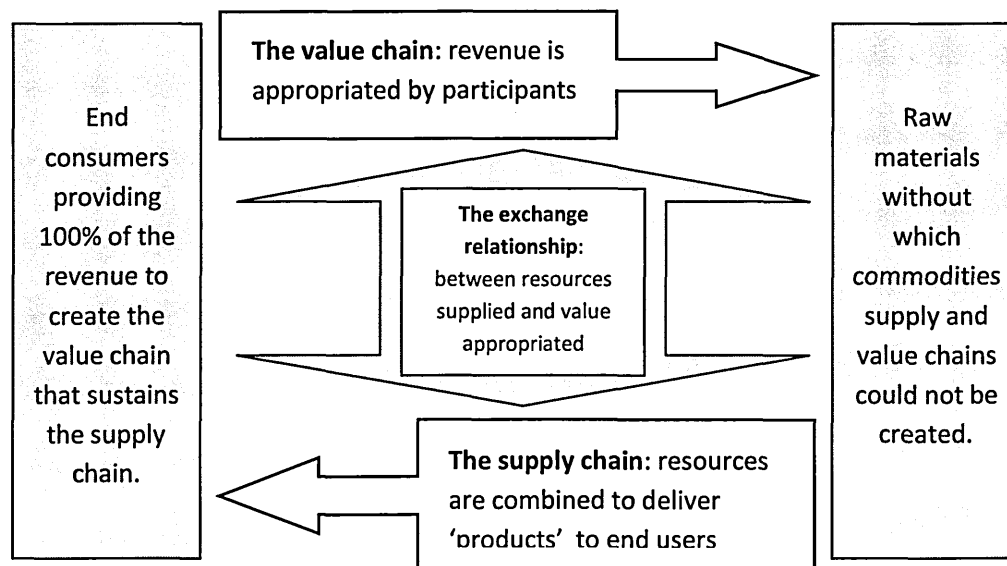 The value chain: revenue is
appropriated by participants
End
consumers
providing
100% of the
revenue to
create the
value chain
that sustains
the supply
chain.
The exchange
relationship:
between resources
supplied and value
appropriated
Raw
materials
without
which
commodities
supply and
value chains
could not be
created.
The supply chain: resources
are combined to deliver
‘products’ to end users